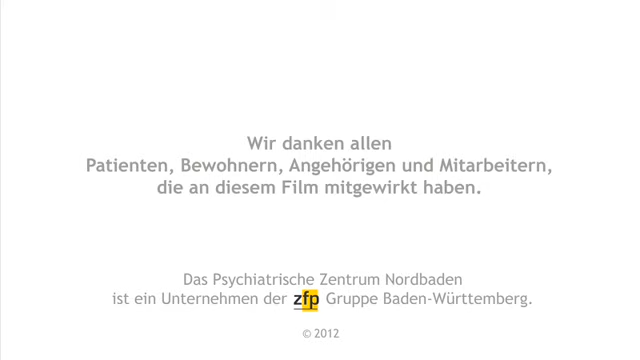 Wir danken allen
Patienten, Bewohnern, Angehörigen und Mitarbeitern,
die an diesem Film mitgewirkt haben.
Das Psychiatrische Zentrum Nordbaden
ist ein Unternehmen der zfp Gruppe Baden-Württemberg.
© 2012